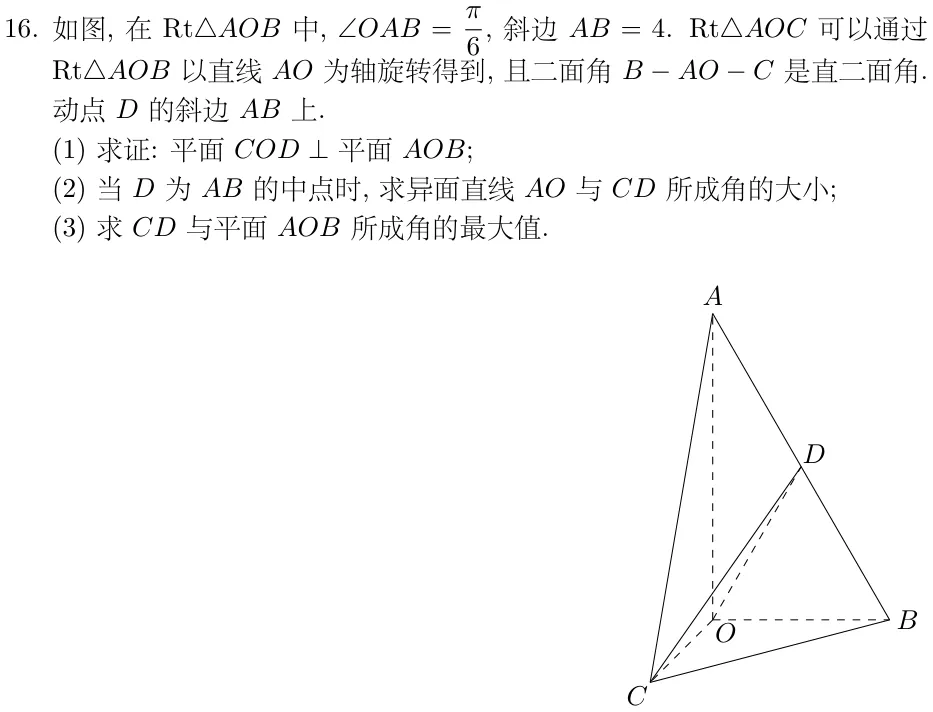 16. 如图, 在 Rt△AOB 中, ∠OAB = π/6, 斜边 AB = 4. Rt△AOC 可以通过
Rt△AOB 以直线 AO 为轴旋转得到, 且二面角 B − AO − C 是直二面角.
动点 D 的斜边 AB 上.
(1) 求证: 平面 COD ⊥ 平面 AOB;
(2) 当 D 为 AB 的中点时, 求异面直线 AO 与 CD 所成角的大小;
(3) 求 CD 与平面 AOB 所成角的最大值.
A
D
O
B
C